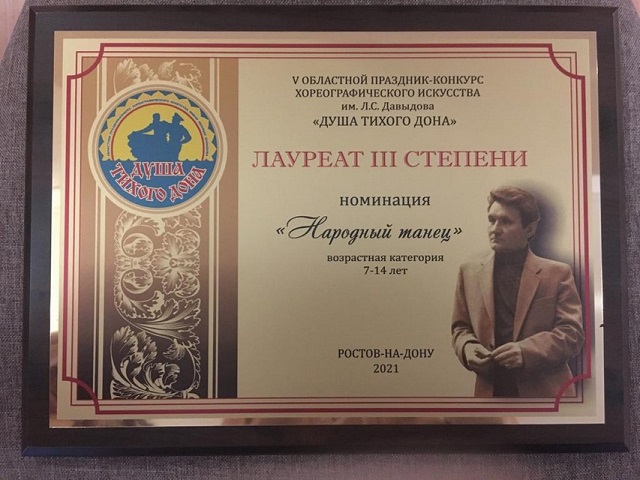 V ОБЛАСТНОЙ ПРАЗДНИК-КОНКУРС
ХОРЕОГРАФИЧЕСКОГО ИСКУССТВА
им. Л.С. Давыдова
«ДУША ТИХОГО ДОНА»
ДУША
ТИХОГО ДОНА
ЛАУРЕАТ III СТЕПЕНИ
НОМИНАЦИЯ
«Народный танец»
возрастная категория
7-14 лет
РОСТОВ-НА-ДОНУ
2021